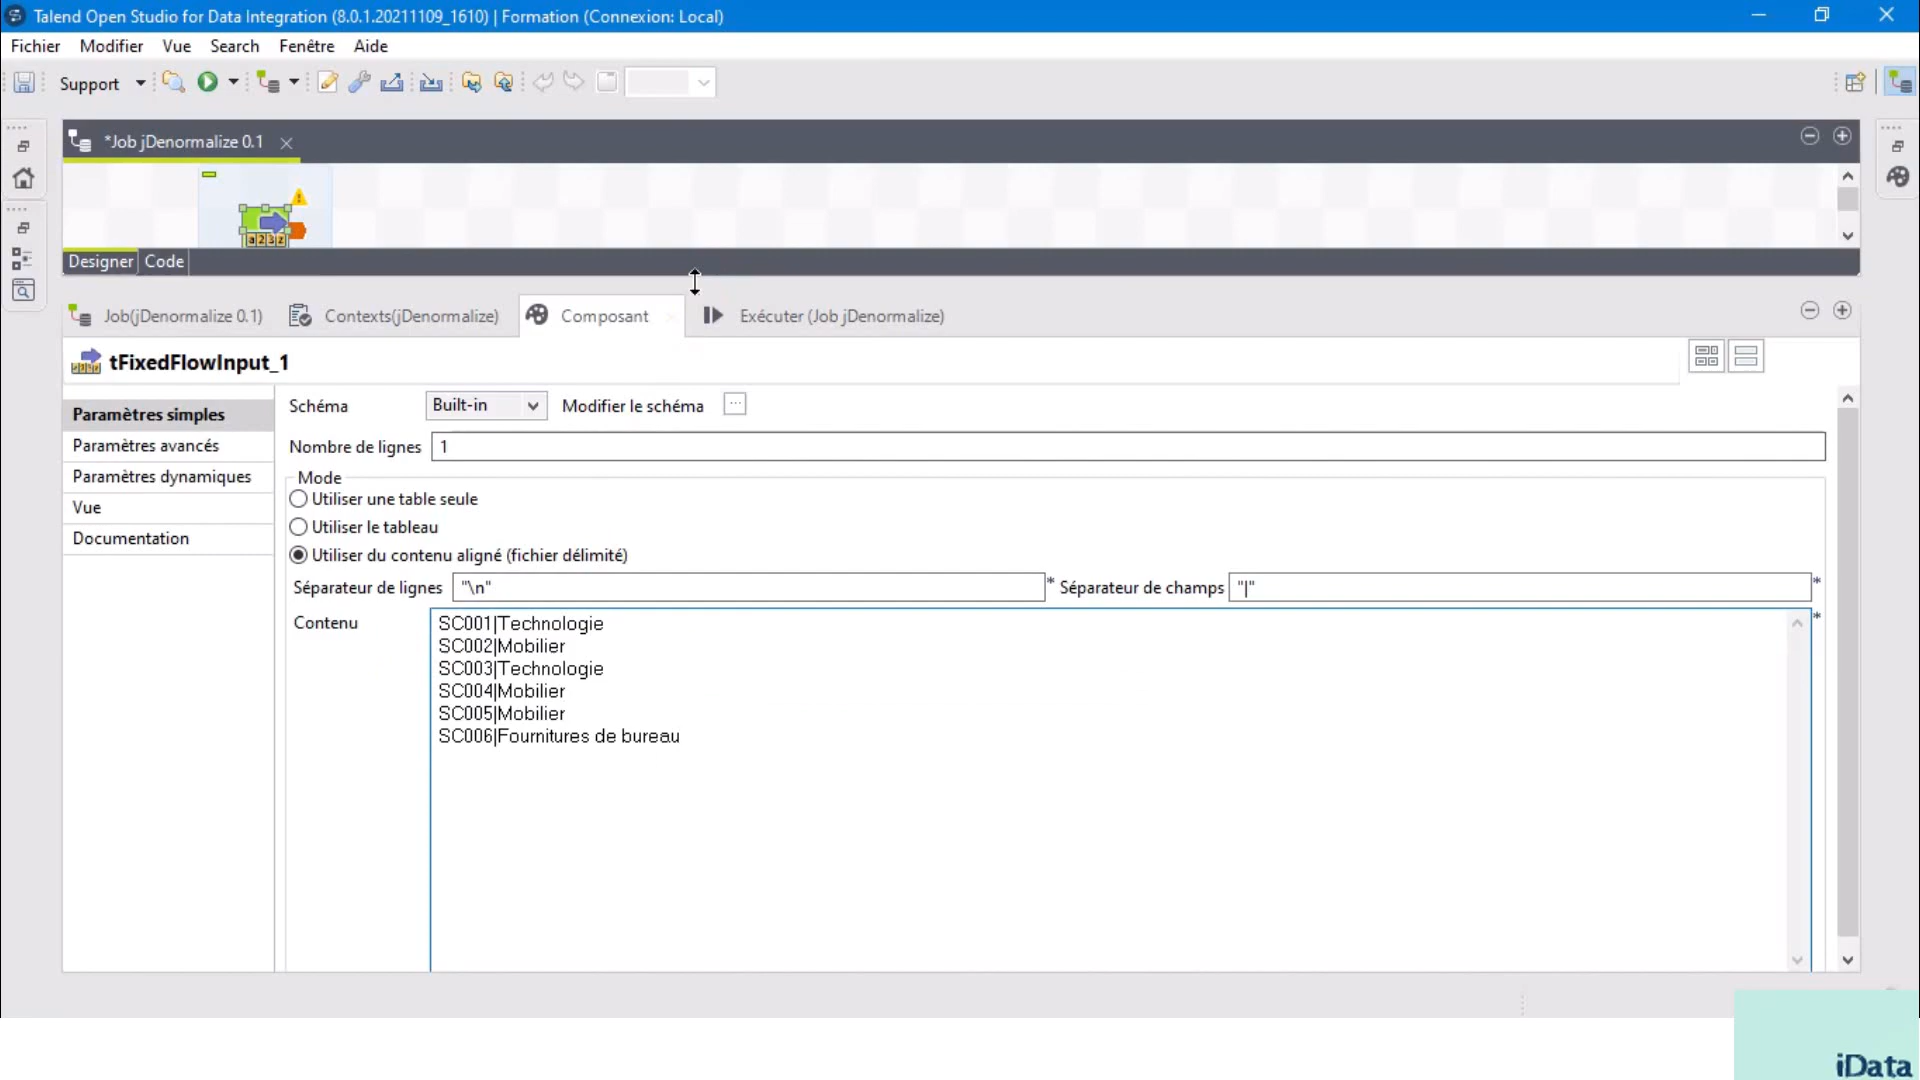 Talend Open Studio for Data Integration (8.0.1.20211109_1610) | Formation (Connexion: Local)
Fichier Modifier Vue Search Fenêtre Aide
Support
*Job jDenormalize 0.1
Designer Code
Job(jDenormalize 0.1) Contexts(jDenormalize) Composant Exécuter (Job jDenormalize)
tFixedFlowInput_1
Paramètres simples
Paramètres avancés
Paramètres dynamiques
Vue
Documentation
Schéma Built-in Modifier le schéma ...
Nombre de lignes 1
Mode
Utiliser une table seule
Utiliser le tableau
Utiliser du contenu aligné (fichier délimité)
Séparateur de lignes "\n" * Séparateur de champs "|" *
Contenu *
SC001|Technologie
SC002|Mobilier
SC003|Technologie
SC004|Mobilier
SC005|Mobilier
SC006|Fournitures de bureau
iData